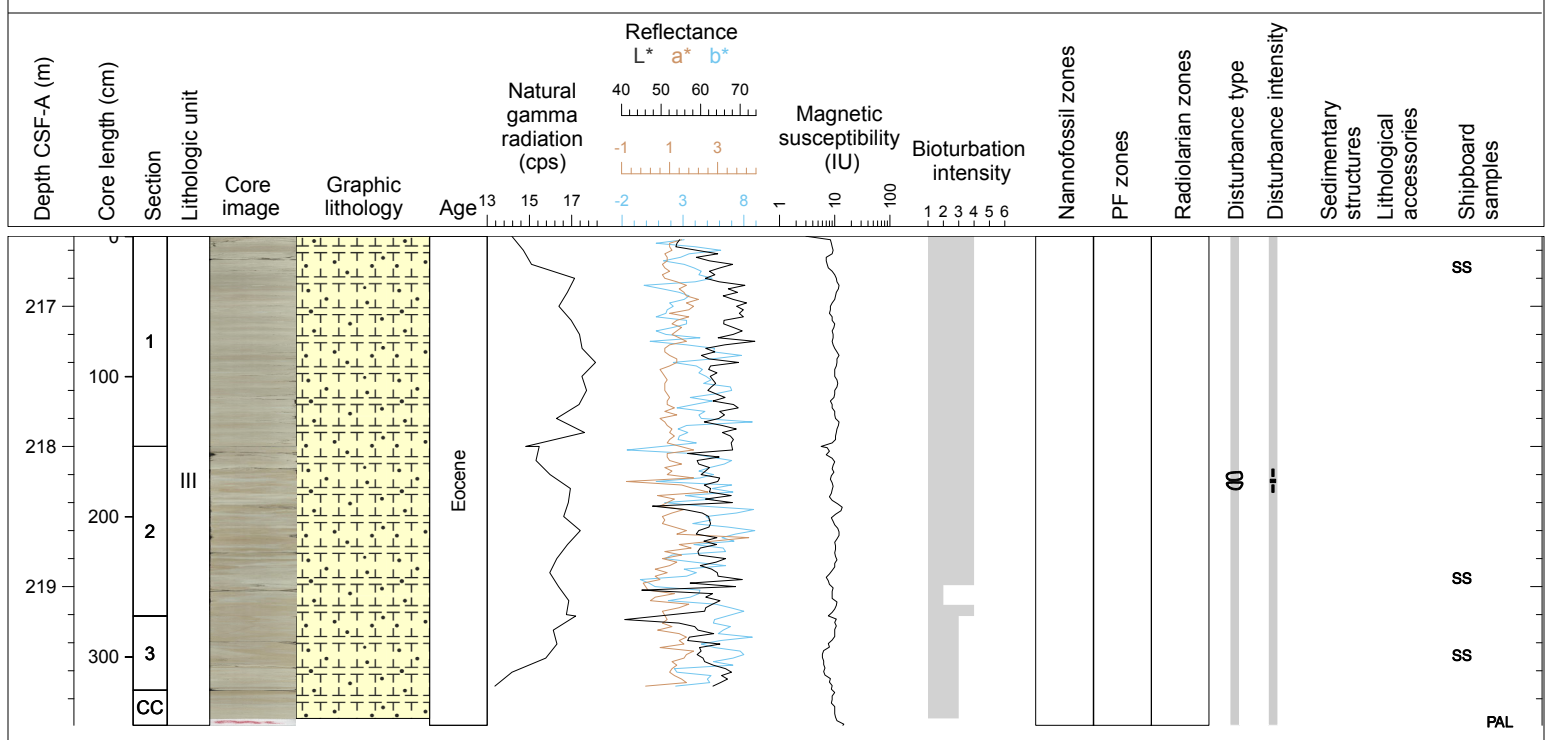 Depth CSF-A (m)
Core length (cm)
Section
Lithologic unit
Core
image
Graphic
lithology
Age
Natural
gamma
radiation
(cps)
13 15 17
Reflectance
L* a* b*
40 50 60 70
-1 1 3
-2 3 8
Magnetic
susceptibility
(IU)
1 10 100
Bioturbation
intensity
1 2 3 4 5 6
Nannofossil zones
PF zones
Radiolarian zones
Disturbance type
Disturbance intensity
Sedimentary
structures
Lithological
accessories
Shipboard
samples
0
SS
217
1
100
218
III
Eocene
200
2
SS
219
300
3
SS
CC
PAL